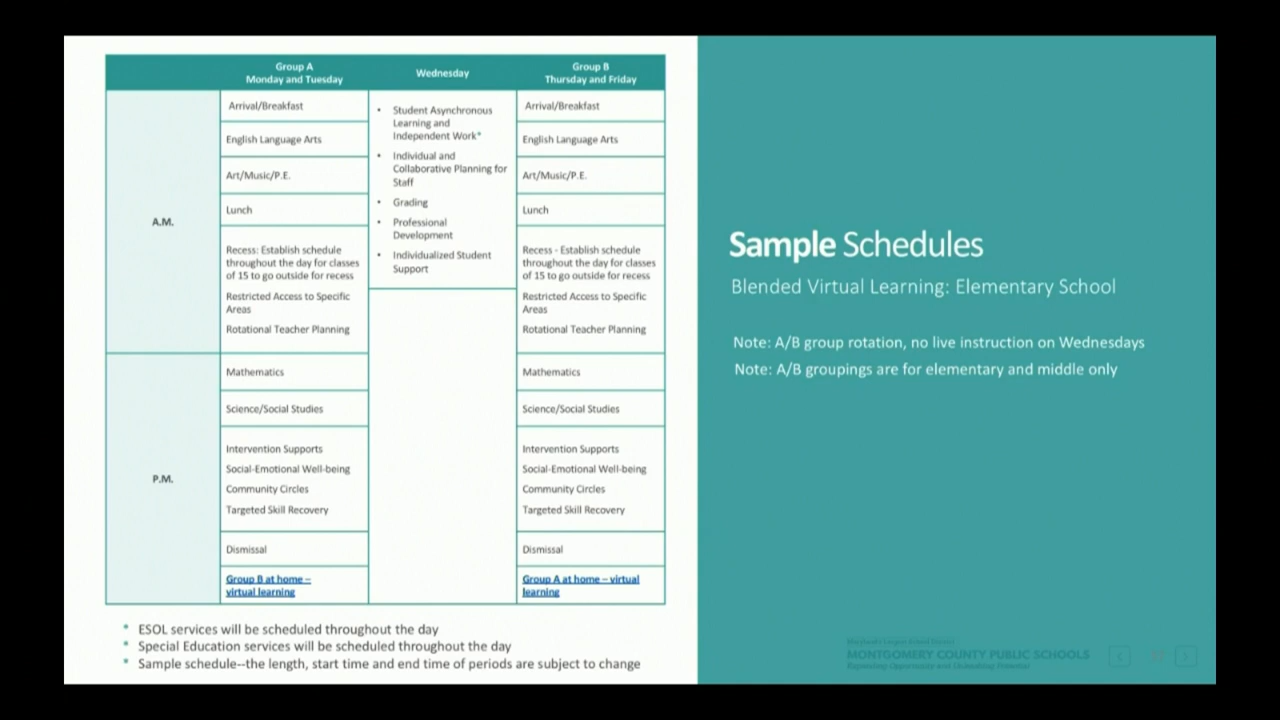 Group A
Monday and Tuesday
Wednesday
Group B
Thursday and Friday
A.M.
Arrival/Breakfast
English Language Arts
Art/Music/P.E.
Lunch
Recess: Establish schedule
throughout the day for classes
of 15 to go outside for recess
Restricted Access to Specific
Areas
Rotational Teacher Planning
• Student Asynchronous
Learning and
Independent Work*
• Individual and
Collaborative Planning for
Staff
• Grading
• Professional
Development
• Individualized Student
Support
Arrival/Breakfast
English Language Arts
Art/Music/P.E.
Lunch
Recess - Establish schedule
throughout the day for classes
of 15 to go outside for recess
Restricted Access to Specific
Areas
Rotational Teacher Planning
P.M.
Mathematics
Science/Social Studies
Intervention Supports
Social-Emotional Well-being
Community Circles
Targeted Skill Recovery
Dismissal
Group B at home –
virtual learning
Mathematics
Science/Social Studies
Intervention Supports
Social-Emotional Well-being
Community Circles
Targeted Skill Recovery
Dismissal
Group A at home – virtual
learning
* ESOL services will be scheduled throughout the day
* Special Education services will be scheduled throughout the day
* Sample schedule--the length, start time and end time of periods are subject to change
Sample Schedules
Blended Virtual Learning: Elementary School
Note: A/B group rotation, no live instruction on Wednesdays
Note: A/B groupings are for elementary and middle only
MONTGOMERY COUNTY PUBLIC SCHOOLS
Expanding Opportunity and Unleashing Potential